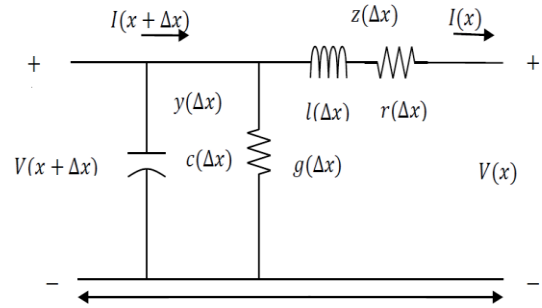 z(Δx)
I(x + Δx)
I(x)
+
+
y(Δx)
l(Δx)
r(Δx)
V(x + Δx)
c(Δx)
g(Δx)
V(x)
−
−